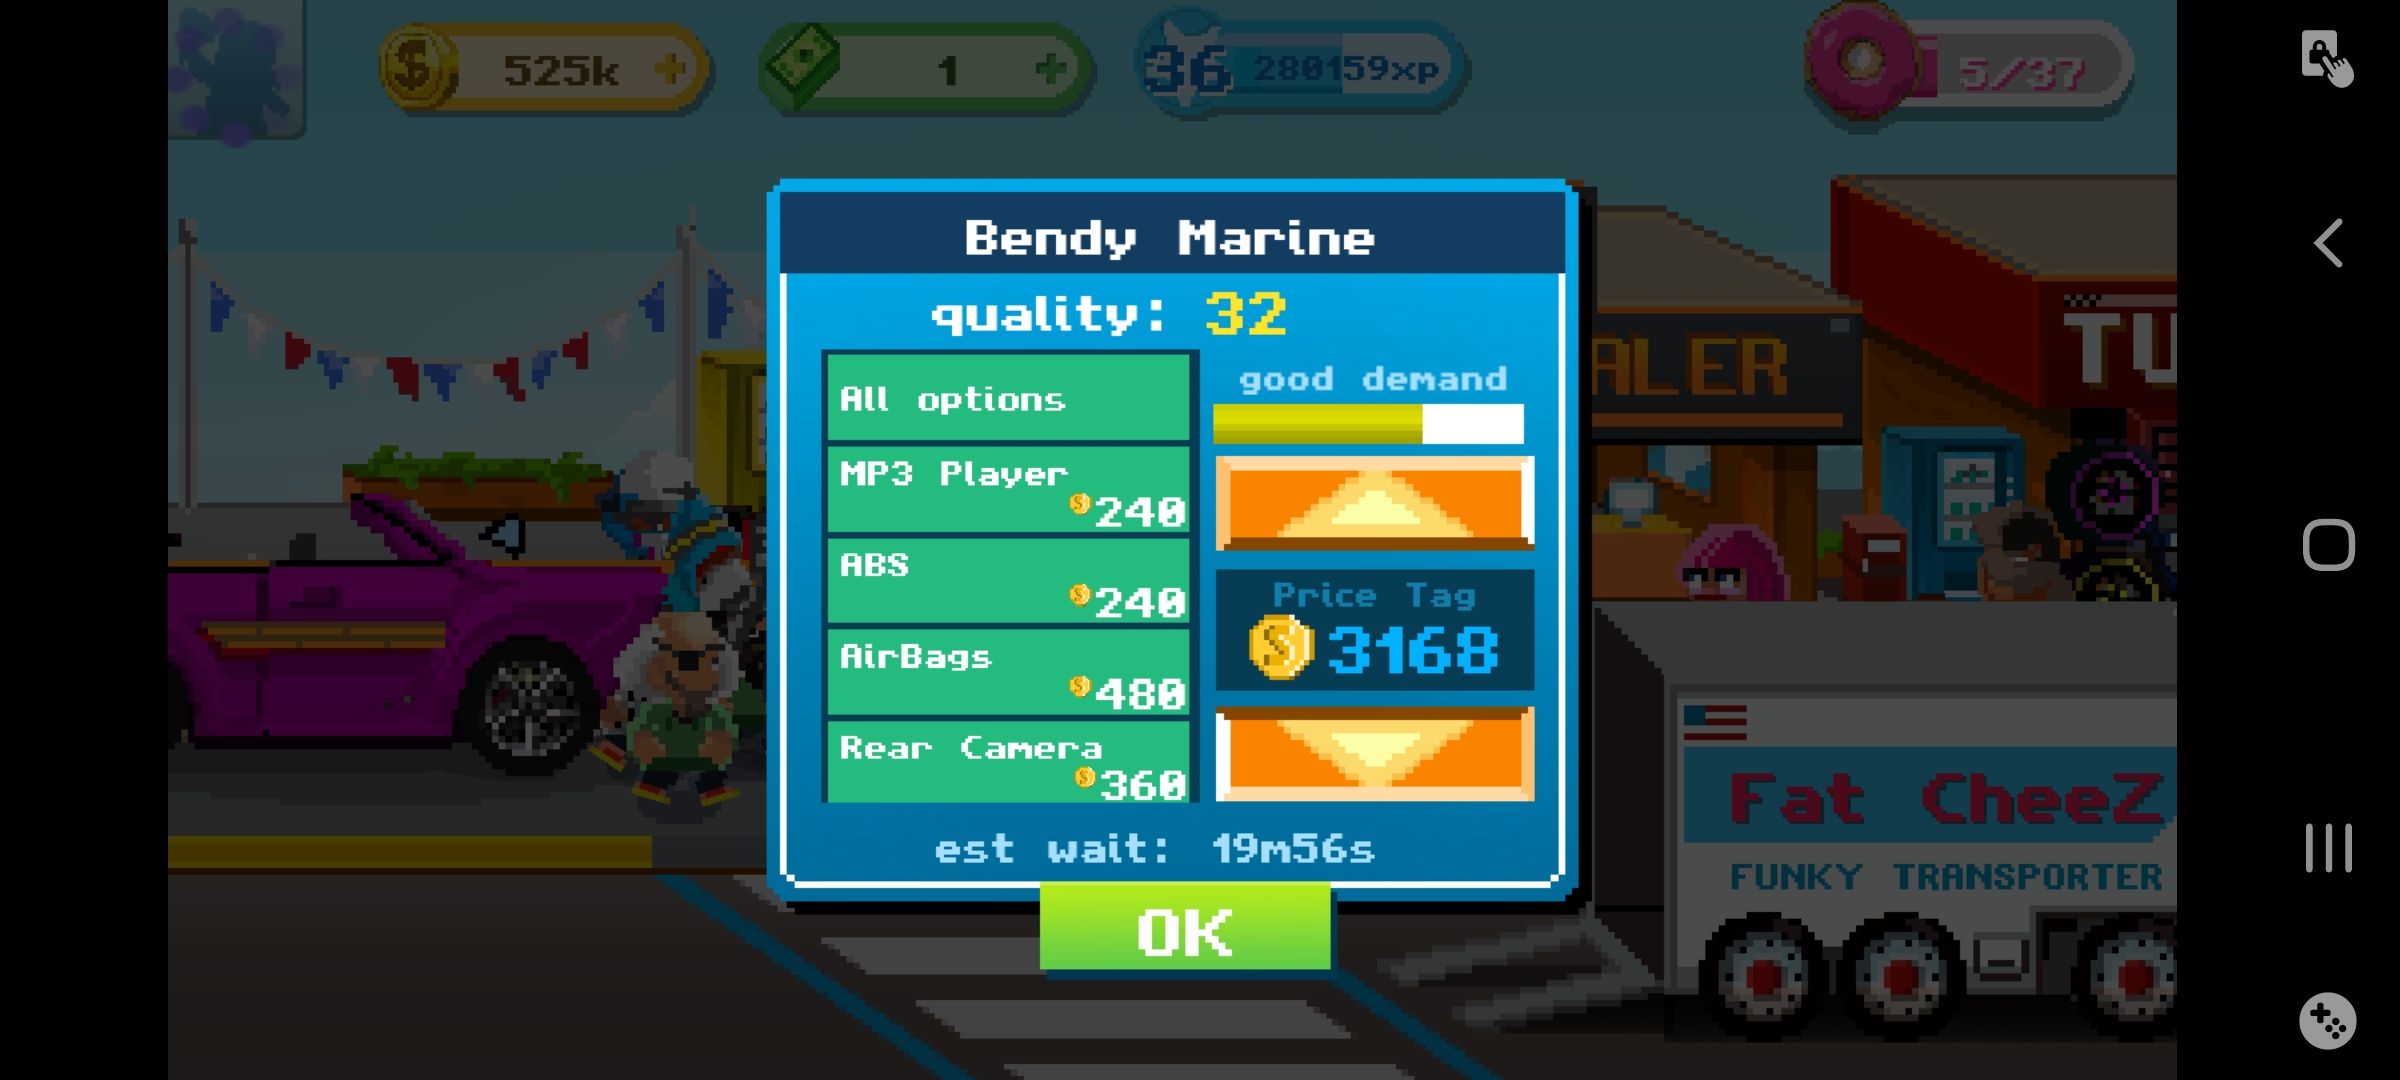 525k
1
36
280159xp
5/37
Bendy Marine
quality: 32
All options
MP3 Player
240
ABS
240
AirBags
480
Rear Camera
360
good demand
Price Tag
3168
est wait: 19m56s
OK
ALER
TU
Fat CheeZ
FUNKY TRANSPORTER